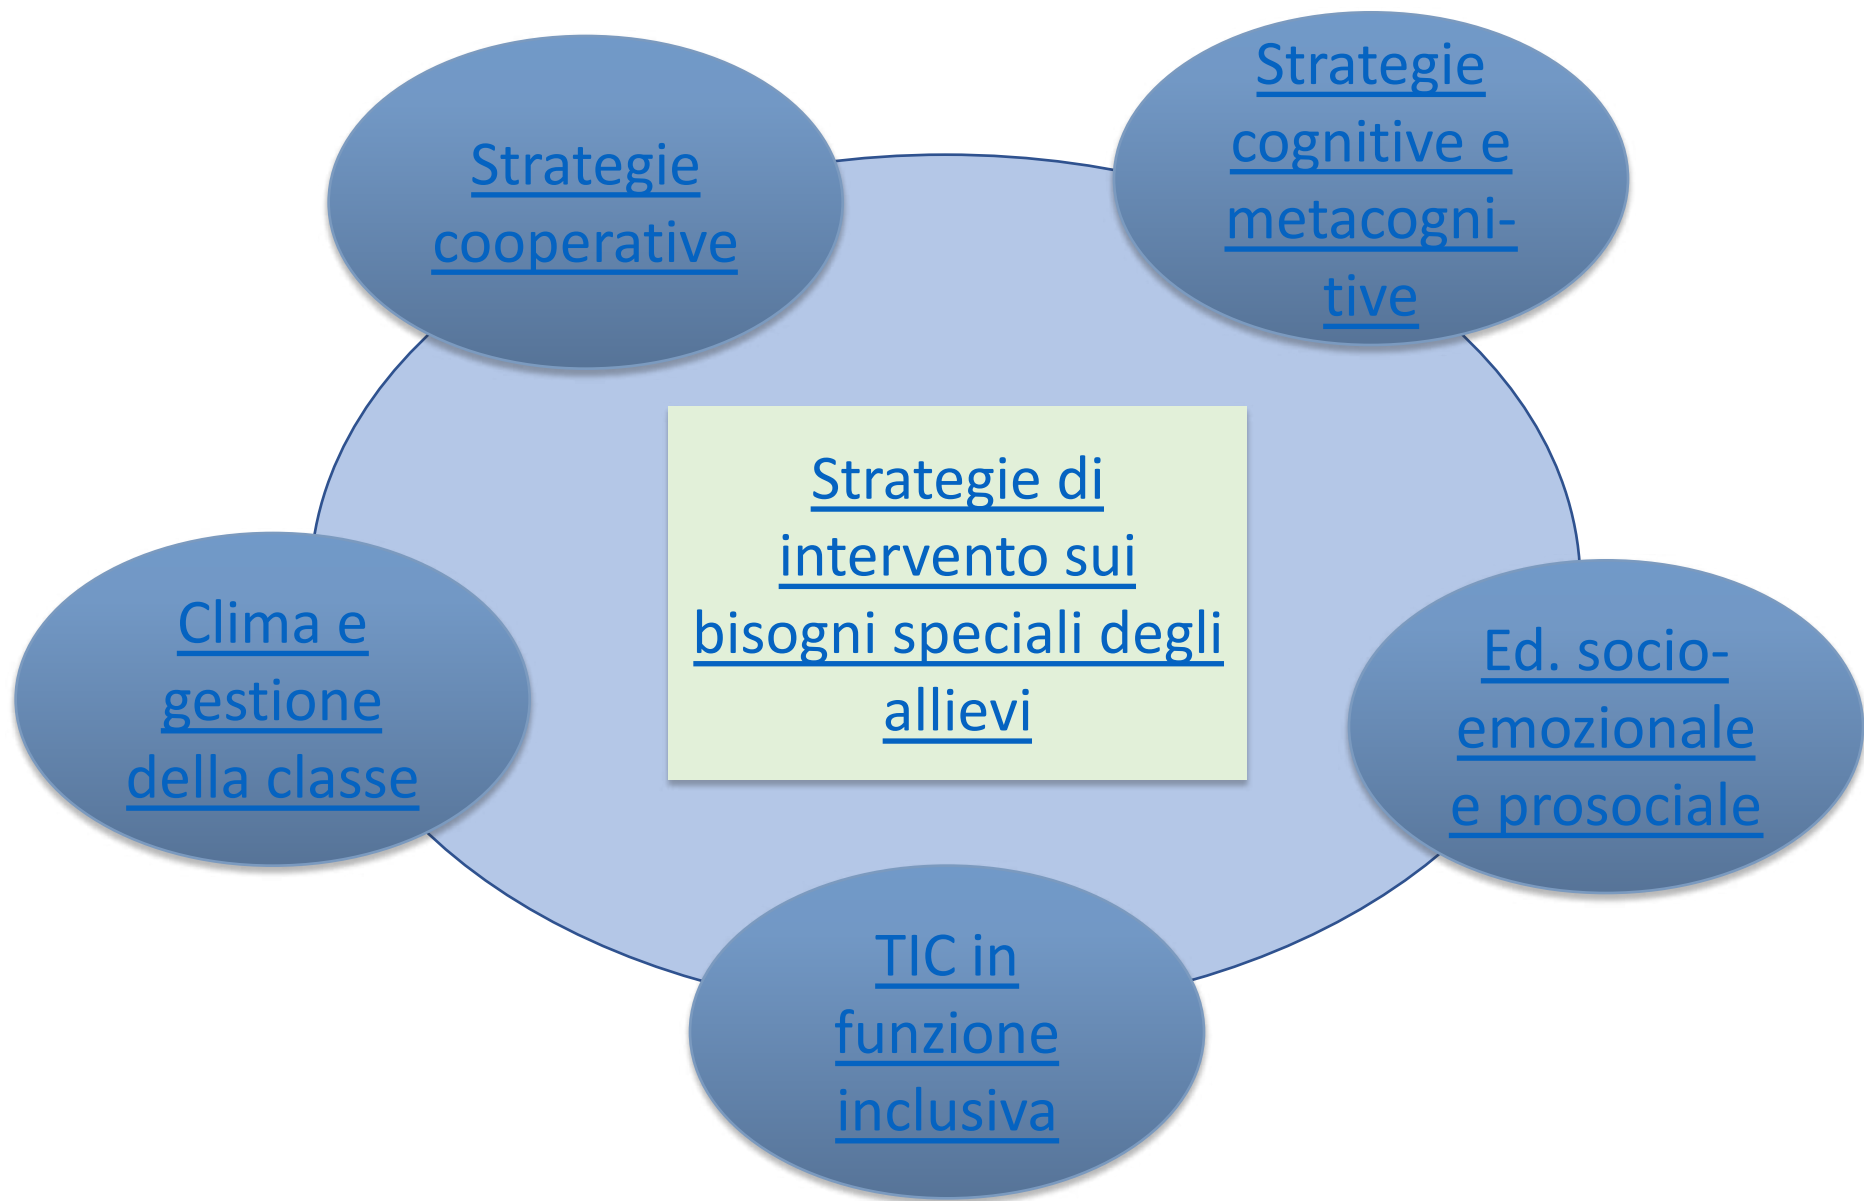 Strategie
cooperative
Strategie
cognitive e
metacogni-
tive
Strategie di
intervento sui
bisogni speciali degli
allievi
Clima e
gestione
della classe
Ed. socio-
emozionale
e prosociale
TIC in
funzione
inclusiva